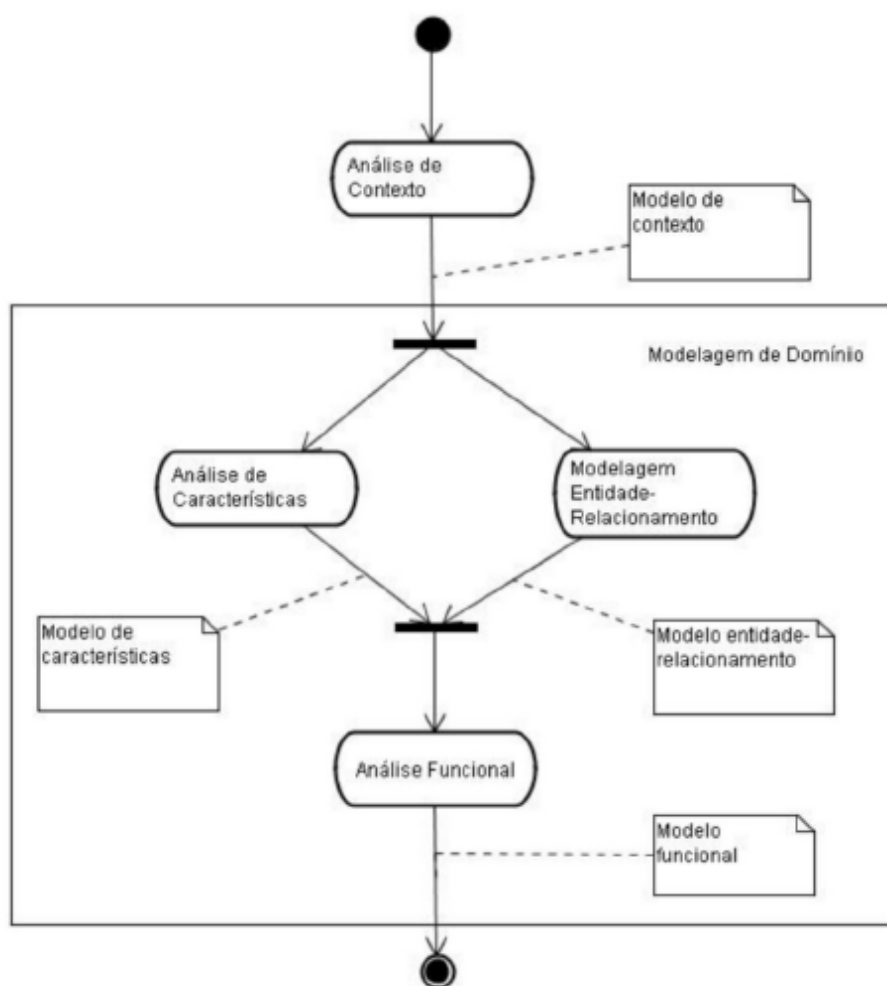 Análise de
Contexto
Modelo de
contexto
Modelagem de Domínio
Análise de
Características
Modelagem
Entidade-
Relacionamento
Modelo de
características
Modelo entidade-
relacionamento
Análise Funcional
Modelo
funcional